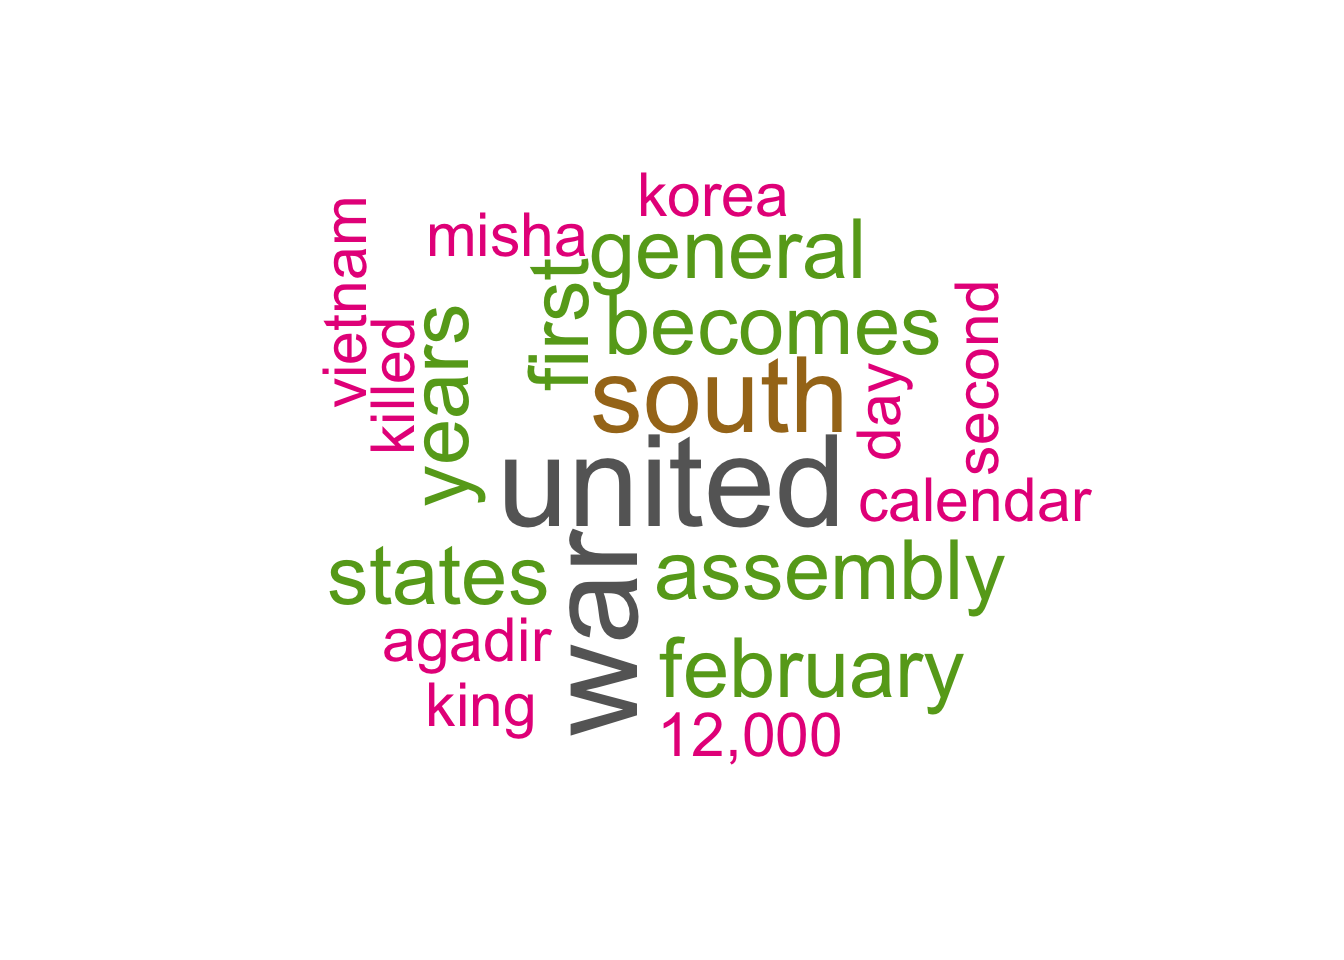 korea
misha
general
vietnam
first
becomes
second
killed
years
south
day
united
calendar
states
war
assembly
agadir
february
king
12,000